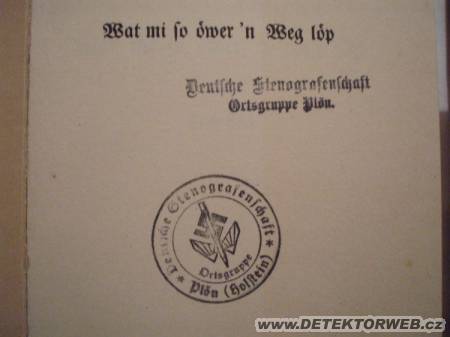 Wat mi ſo öwer 'n Weg löp
Deutſche Stenografenſchaft
Ortsgruppe Plön.
* Deutſche Stenografenſchaft *
Ortsgruppe
Plön (Holſtein)
WWW.DETEKTORWEB.cz